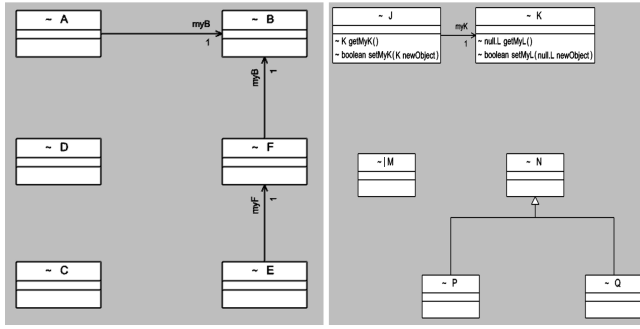 ~ A
myB
1
~ B
myB
1
~ D
~ F
myF
1
~ C
~ E
~ J
~ K getMyK()
~ boolean setMyK(K newObject)
myK
1
~ K
~ null.L getMyL()
~ boolean setMyL(null.L newObject)
~|M
~ N
~ P
~ Q